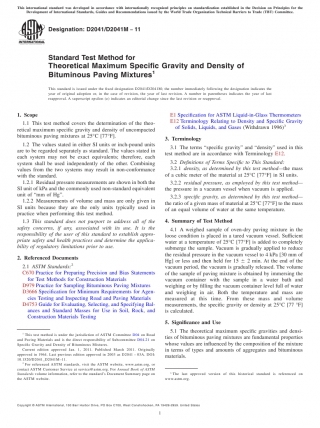 This international standard was developed in accordance with internationally recognized principles on standardization established in the Decision on Principles for the
Development of International Standards, Guides and Recommendations issued by the World Trade Organization Technical Barriers to Trade (TBT) Committee.
Designation: D2041/D2041M − 11
Standard Test Method for
Theoretical Maximum Specific Gravity and Density of
Bituminous Paving Mixtures1
This standard is issued under the fixed designation D2041/D2041M; the number immediately following the designation indicates the
year of original adoption or, in the case of revision, the year of last revision. A number in parentheses indicates the year of last
reapproval. A superscript epsilon (ε) indicates an editorial change since the last revision or reapproval.
1. Scope
1.1 This test method covers the determination of the theo-
retical maximum specific gravity and density of uncompacted
bituminous paving mixtures at 25°C [77°F].
1.2 The values stated in either SI units or inch-pound units
are to be regarded separately as standard. The values stated in
each system may not be exact equivalents; therefore, each
system shall be used independently of the other. Combining
values from the two systems may result in non-conformance
with the standard.
1.2.1 Residual pressure measurements are shown in both the
SI unit of kPa and the commonly used non-standard equivalent
unit of "mm of Hg".
1.2.2 Measurements of volume and mass are only given in
SI units because they are the only units typically used in
practice when performing this test method.
1.3 This standard does not purport to address all of the
safety concerns, if any, associated with its use. It is the
responsibility of the user of this standard to establish appro-
priate safety and health practices and determine the applica-
bility of regulatory limitations prior to use.
2. Referenced Documents
2.1 ASTM Standards:2
C670 Practice for Preparing Precision and Bias Statements
for Test Methods for Construction Materials
D979 Practice for Sampling Bituminous Paving Mixtures
D3666 Specification for Minimum Requirements for Agen-
cies Testing and Inspecting Road and Paving Materials
D4753 Guide for Evaluating, Selecting, and Specifying Bal-
ances and Standard Masses for Use in Soil, Rock, and
Construction Materials Testing
1 This test method is under the jurisdiction of ASTM Committee D04 on Road
and Paving Materials and is the direct responsibility of Subcommittee D04.21 on
Specific Gravity and Density of Bituminous Mixtures.
Current edition approved
2011. Published March 2011. Originally
approved in 1964. Last previous edition approved in 2003 as D2041 – 03A. DOI:
10.1520/D2041_D2041M-11.
2 For referenced ASTM standards, visit the ASTM website, www.astm.org, or
contact ASTM Customer Service at service@astm.org. For Annual Book of ASTM
Standards volume information, refer to the standard's Document Summary page on
the ASTM website.
E1 Specification for ASTM Liquid-in-Glass Thermometers
E12 Terminology Relating to Density and Specific Gravity
of Solids, Liquids, and Gases (Withdrawn 1996)3
3. Terminology
3.1 The terms "specific gravity" and "density" used in this
test method are in accordance with Terminology E12.
3.2 Definitions of Terms Specific to This Standard:
3.2.1 density, as determined by this test method—the mass
of a cubic metre of the material at 25°C [77°F] in SI units.
3.2.2 residual pressure, as employed by this test method—
the pressure in a vacuum vessel when vacuum is applied.
3.2.3 specific gravity, as determined by this test method—
the ratio of a given mass of material at 25°C [77°F] to the mass
of an equal volume of water at the same temperature.
4. Summary of Test Method
4.1 A weighed sample of oven-dry paving mixture in the
loose condition is placed in a tared vacuum vessel. Sufficient
water at a temperature of 25°C [77°F] is added to completely
submerge the sample. Vacuum is gradually applied to reduce
the residual pressure in the vacuum vessel to 4 kPa [30 mm of
Hg] or less and then held for 15 ± 2 min. At the end of the
vacuum period, the vacuum is gradually released. The volume
of the sample of paving mixture is obtained by immersing the
vacuum container with the sample in a water bath and
weighing or by filling the vacuum container level full of water
and weighing in air. Both the temperature and mass are
measured at this time. From these mass and volume
measurements, the specific gravity or density at 25°C [77 °F]
is calculated.
5. Significance and Use
5.1 The theoretical maximum specific gravities and densi-
ties of bituminous paving mixtures are fundamental properties
whose values are influenced by the composition of the mixture
in terms of types and amounts of aggregates and bituminous
materials.
3 The last approved version of this historical standard is referenced on
www.astm.org.
Copyright © ASTM International, 100 Barr Harbor Drive, PO Box C700, West Conshohocken, PA 19428-2959. United States
1